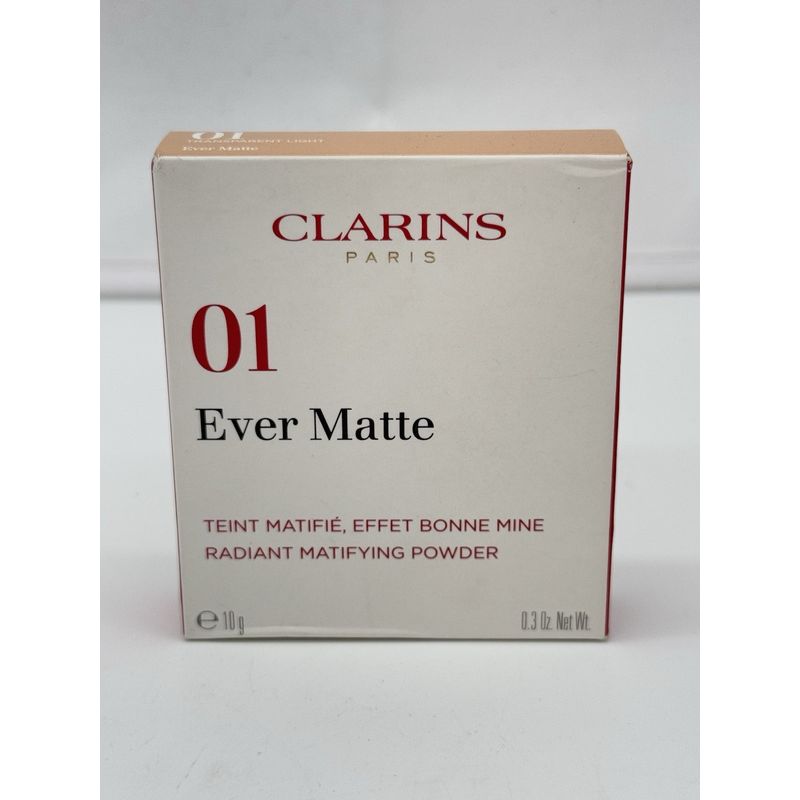 01
TRANSPARENT LIGHT
Ever Matte
CLARINS
PARIS
01
Ever Matte
TEINT MATIFIÉ, EFFET BONNE MINE
RADIANT MATIFYING POWDER
℮ 10 g
0.3 Oz. Net Wt.